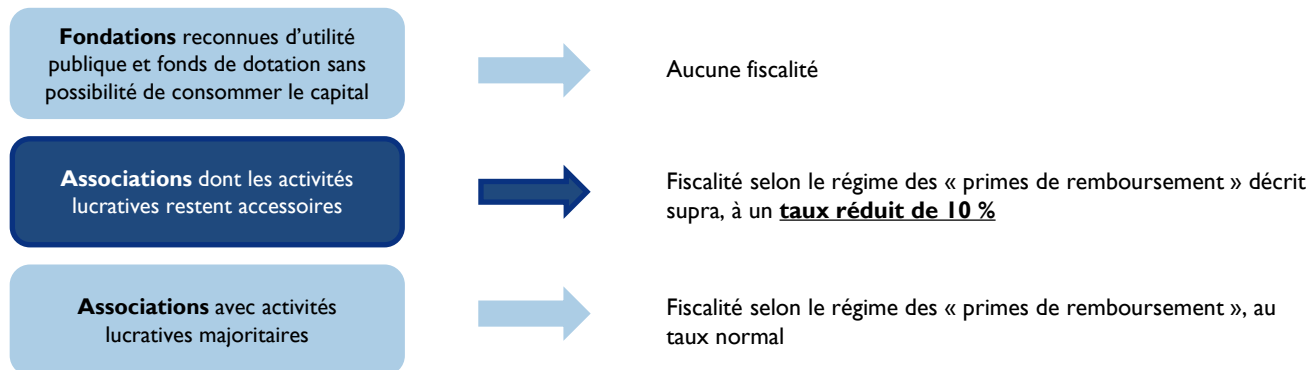 Fondations reconnues d'utilité
publique et fonds de dotation sans
possibilité de consommer le capital
Aucune fiscalité
Associations dont les activités
lucratives restent accessoires
Fiscalité selon le régime des « primes de remboursement » décrit
supra, à un taux réduit de 10 %
Associations avec activités
lucratives majoritaires
Fiscalité selon le régime des « primes de remboursement », au
taux normal